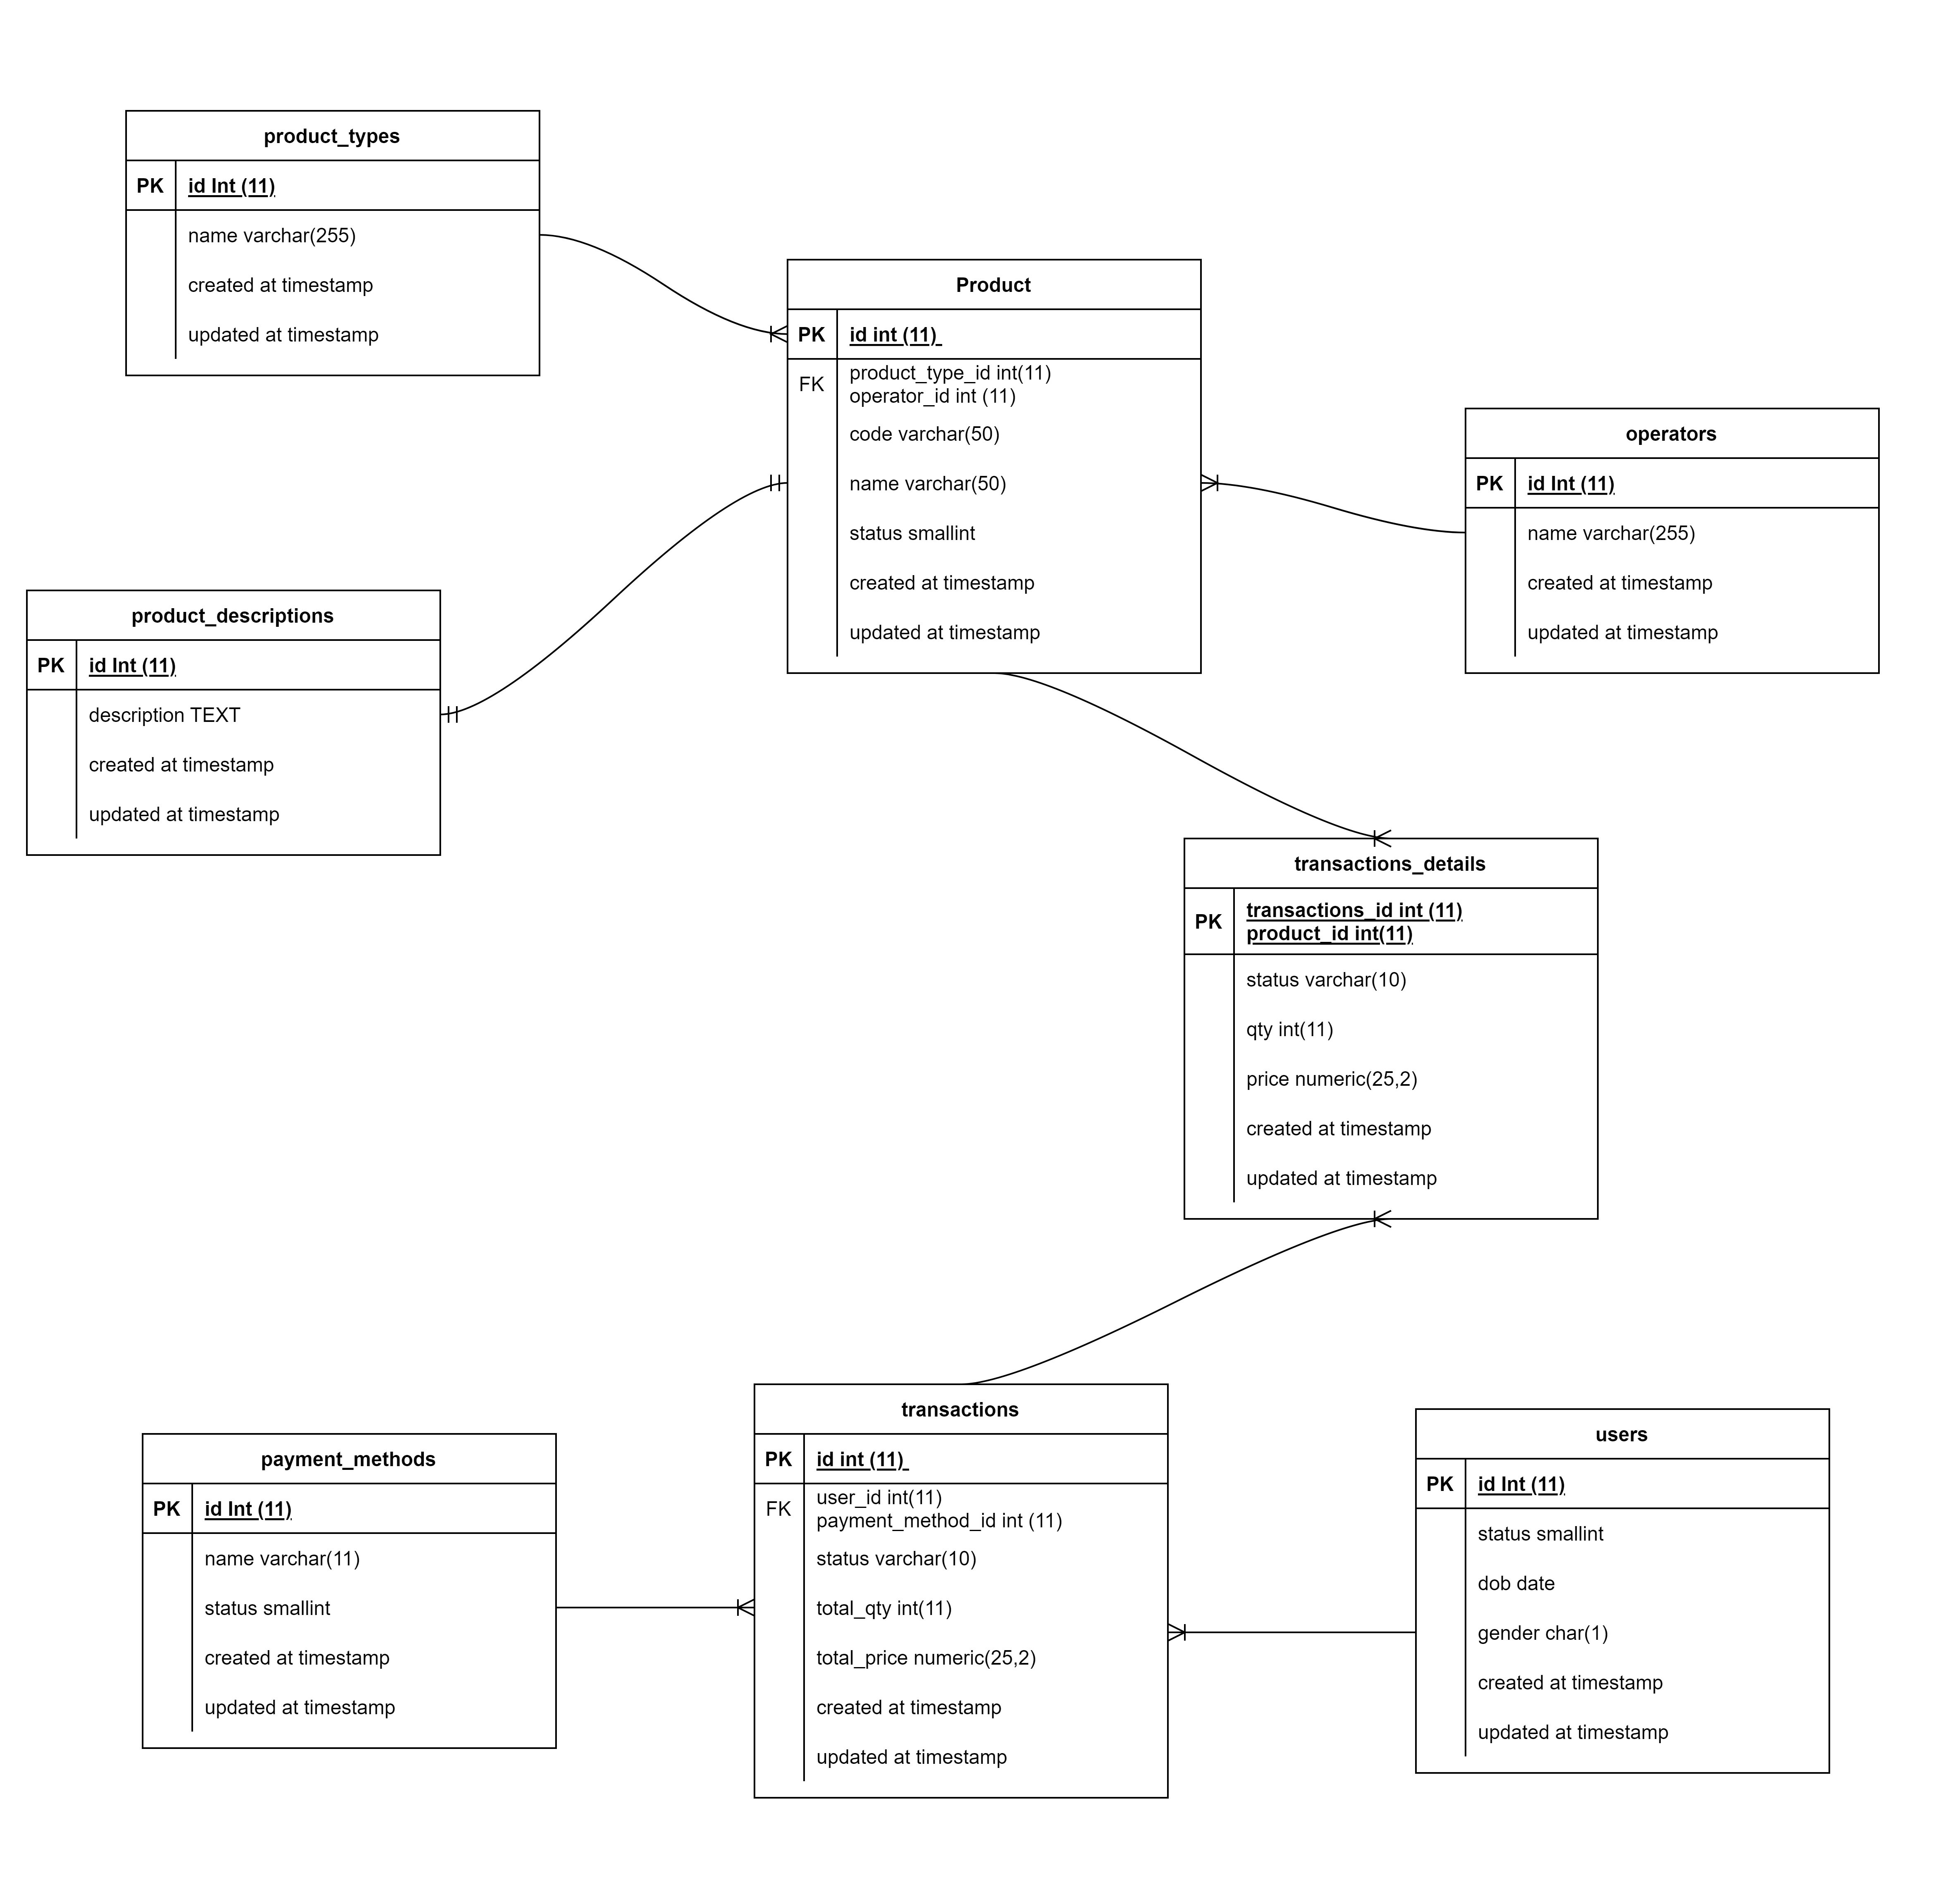 product_types
PK
id Int (11)
name varchar(255)
created at timestamp
updated at timestamp
Product
PK
id int (11)
FK
product_type_id int(11)
operator_id int (11)
code varchar(50)
name varchar(50)
status smallint
created at timestamp
updated at timestamp
operators
PK
id Int (11)
name varchar(255)
created at timestamp
updated at timestamp
product_descriptions
PK
id Int (11)
description TEXT
created at timestamp
updated at timestamp
transactions_details
PK
transactions_id int (11)
product_id int(11)
status varchar(10)
qty int(11)
price numeric(25,2)
created at timestamp
updated at timestamp
payment_methods
PK
id Int (11)
name varchar(11)
status smallint
created at timestamp
updated at timestamp
transactions
PK
id int (11)
FK
user_id int(11)
payment_method_id int (11)
status varchar(10)
total_qty int(11)
total_price numeric(25,2)
created at timestamp
updated at timestamp
users
PK
id Int (11)
status smallint
dob date
gender char(1)
created at timestamp
updated at timestamp